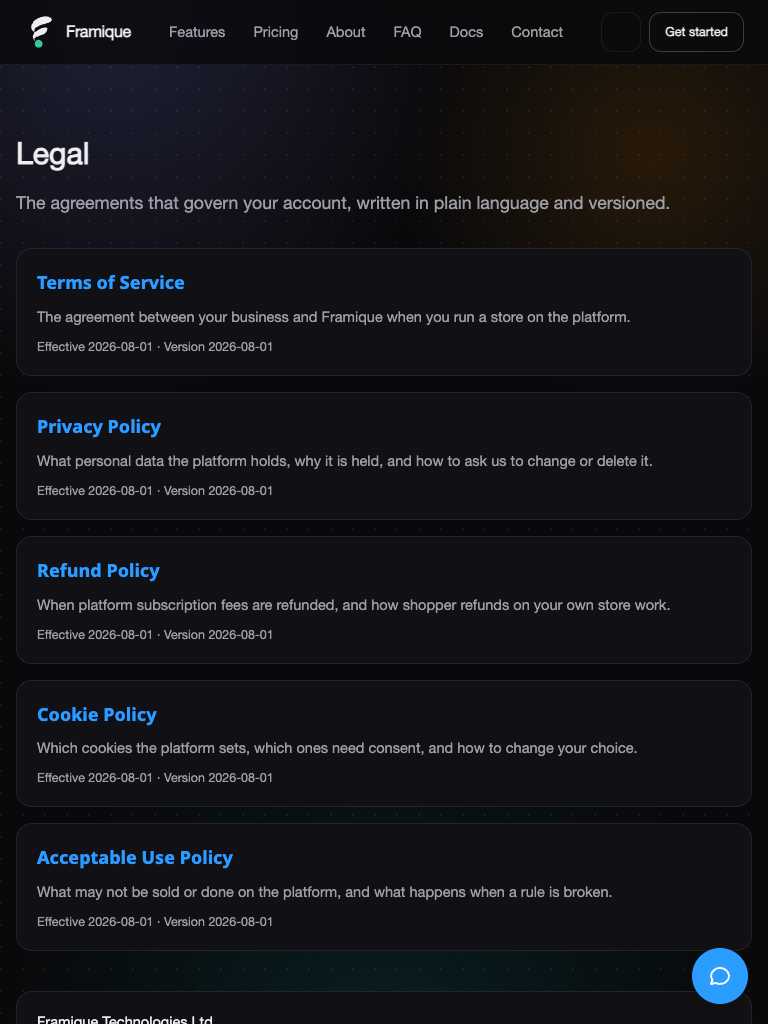 Framique
Features
Pricing
About
FAQ
Docs
Contact
Get started
Legal
The agreements that govern your account, written in plain language and versioned.
Terms of Service
The agreement between your business and Framique when you run a store on the platform.
Effective 2026-08-01 · Version 2026-08-01
Privacy Policy
What personal data the platform holds, why it is held, and how to ask us to change or delete it.
Effective 2026-08-01 · Version 2026-08-01
Refund Policy
When platform subscription fees are refunded, and how shopper refunds on your own store work.
Effective 2026-08-01 · Version 2026-08-01
Cookie Policy
Which cookies the platform sets, which ones need consent, and how to change your choice.
Effective 2026-08-01 · Version 2026-08-01
Acceptable Use Policy
What may not be sold or done on the platform, and what happens when a rule is broken.
Effective 2026-08-01 · Version 2026-08-01
Framique Technologies Ltd